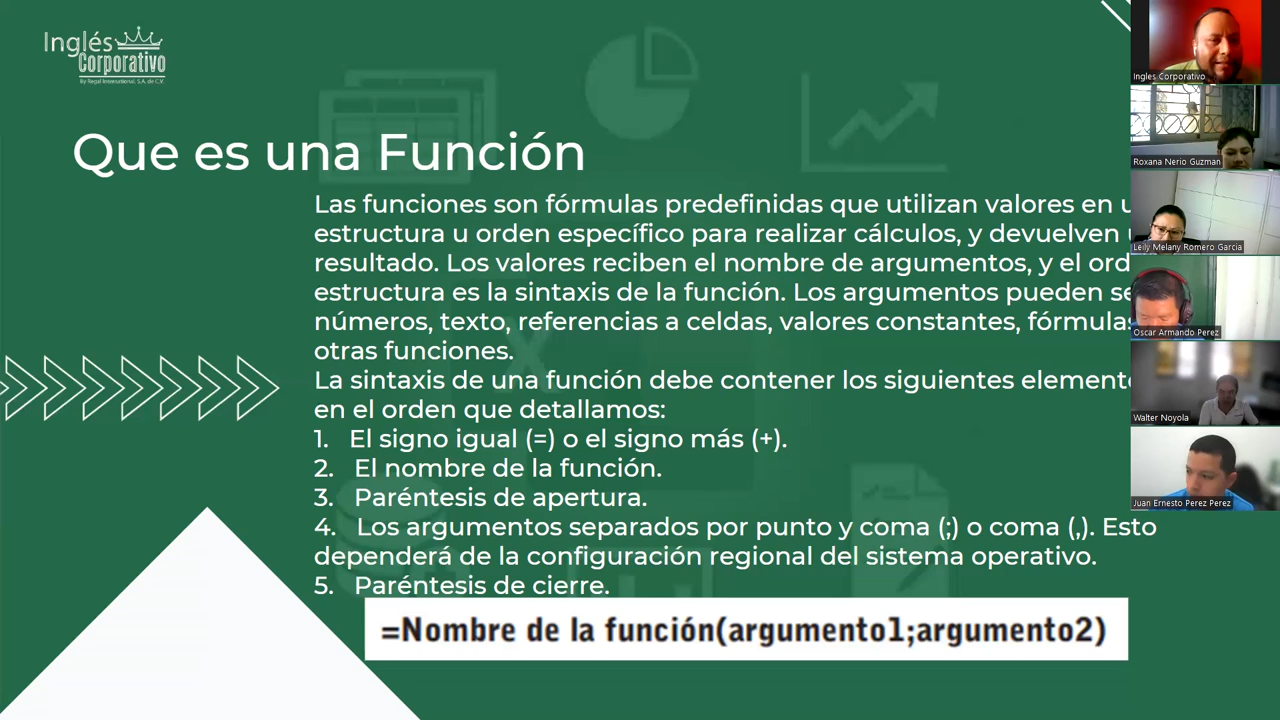 Inglés
Corporativo
By Regal International, S.A. de C.V.
Que es una Función
Las funciones son fórmulas predefinidas que utilizan valores en
estructura u orden específico para realizar cálculos, y devuelven
resultado. Los valores reciben el nombre de argumentos, y el
estructura es la sintaxis de la función. Los argumentos pueden
números, texto, referencias a celdas, valores constantes,
otras funciones.
La sintaxis de una función debe contener los siguientes
en el orden que detallamos:
1. El signo igual (=) o el signo más (+).
2. El nombre de la función.
3. Paréntesis de apertura.
4. Los argumentos separados por punto y coma (;) o coma (,). Esto
dependerá de la configuración regional del sistema operativo.
5. Paréntesis de cierre.
=Nombre de la función(argumento1;argumento2)
Ingles Corporativo
Roxana Nerio Guzman
Leily Melany Romero Garcia
Oscar Armando Perez
Walter Noyola
Juan Ernesto Perez Perez